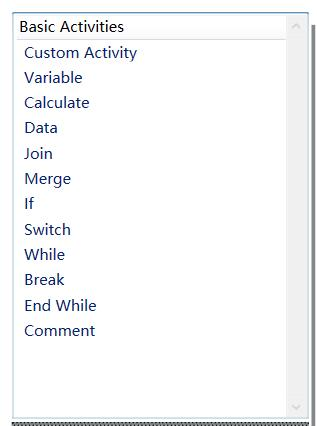 Basic Activities
Custom Activity
Variable
Calculate
Data
Join
Merge
If
Switch
While
Break
End While
Comment